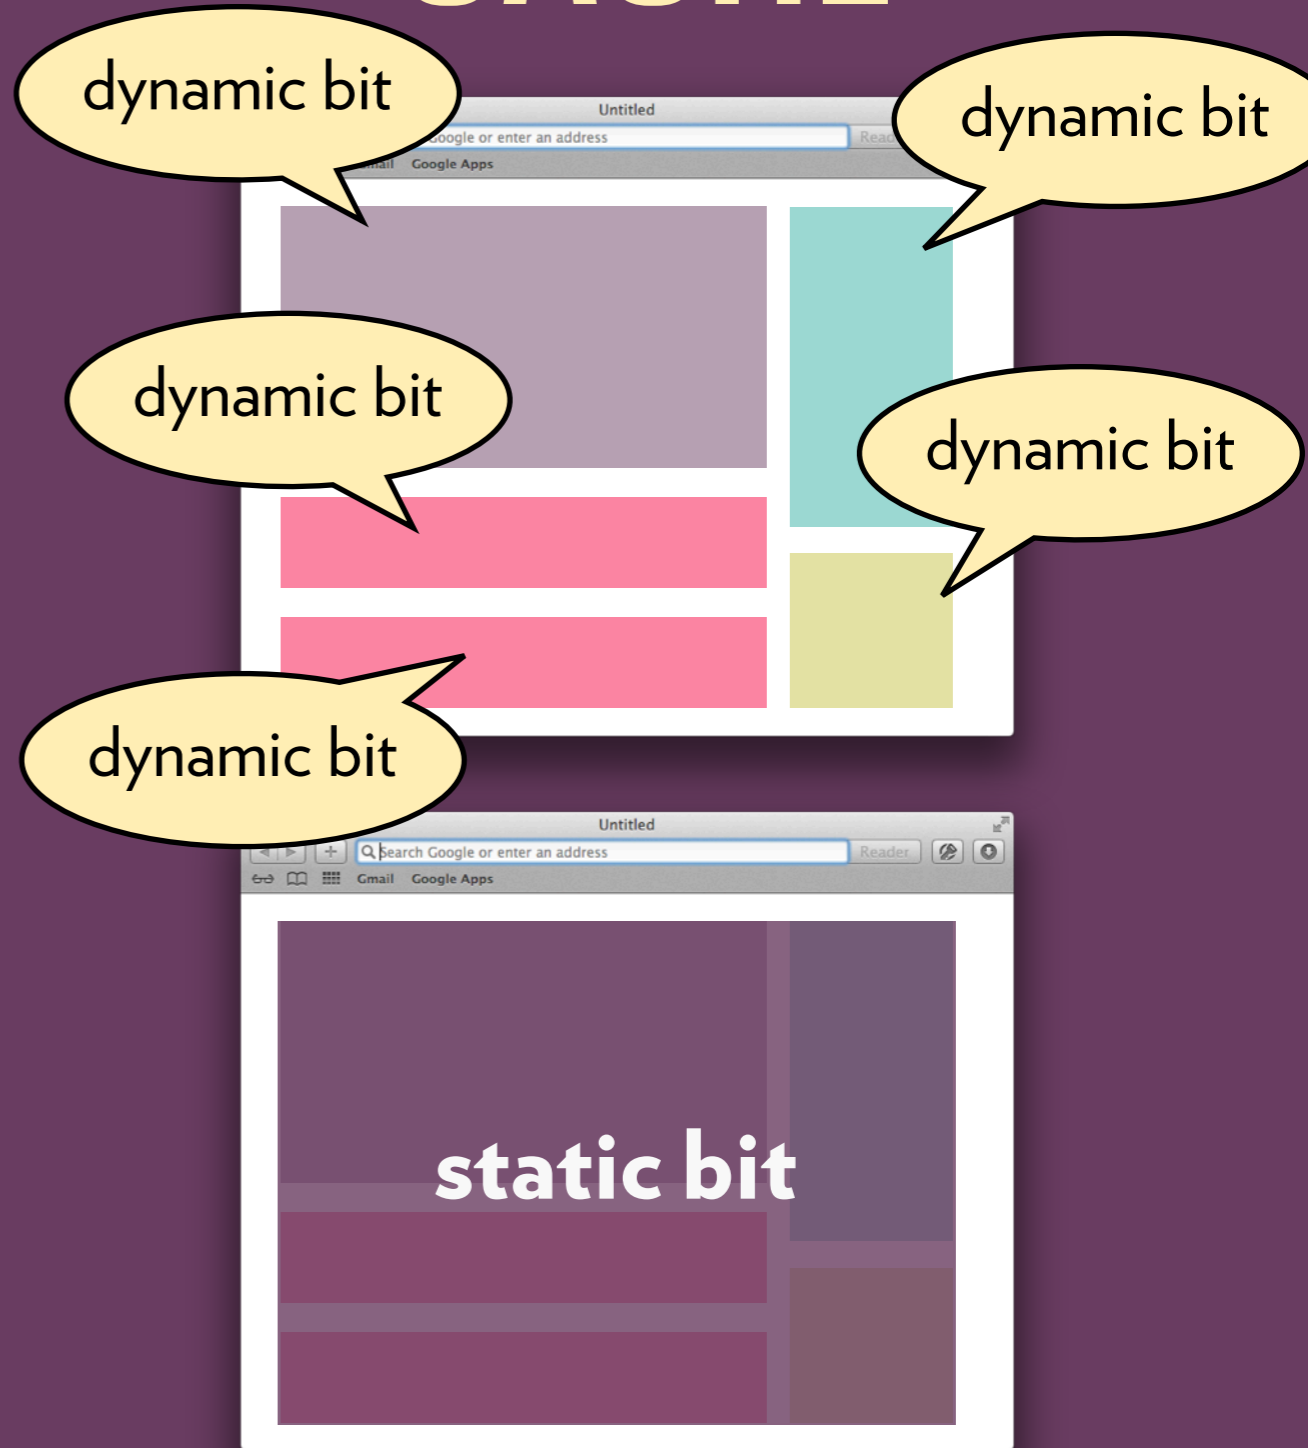 dynamic bit
dynamic bit
Untitled
Google or enter an address
Google Apps
dynamic bit
dynamic bit
dynamic bit
Untitled
Search Google or enter an address
Reader
Gmail Google Apps
static bit